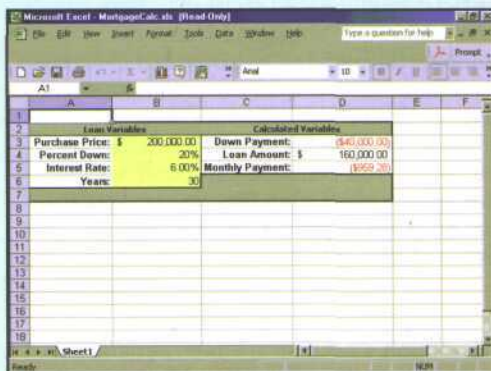 Microsoft Excel - MortgageCalc.xls [Read-Only]
File Edit View Insert Format Tools Data Window Help Type a question for help
Prompt
Arial 10 B I U
A1 fx
A B C D E F
1
2 Loan Variables Calculated Variables
3 Purchase Price: $ 200,000.00 Down Payment: ($40,000.00)
4 Percent Down: 20% Loan Amount: $ 160,000.00
5 Interest Rate: 6.00% Monthly Payment: ($959.28)
6 Years: 30
7
8
9
10
11
12
13
14
15
16
17
18
Sheet1
Ready NUM